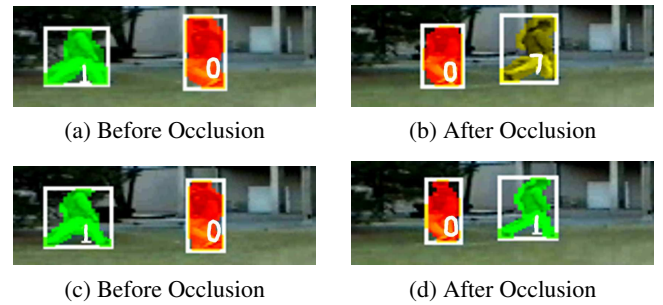 1 0
0 7
(a) Before Occlusion
(b) After Occlusion
1 0
0 1
(c) Before Occlusion
(d) After Occlusion